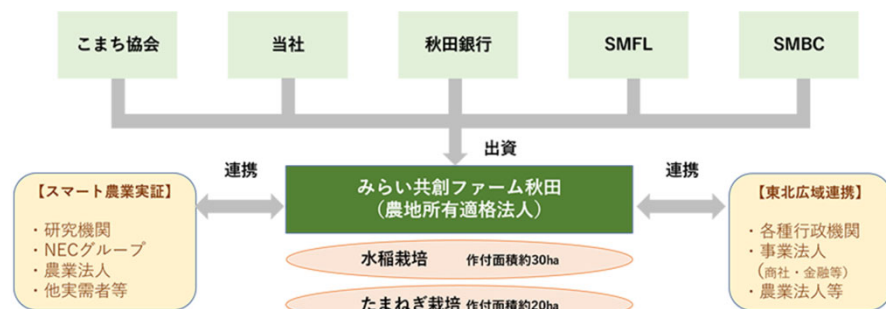 こまち協会
当社
秋田銀行
SMFL
SMBC
出資
連携
連携
みらい共創ファーム秋田
（農地所有適格法人）
【スマート農業実証】
・研究機関
・NECグループ
・農業法人
・他実需者等
【東北広域連携】
・各種行政機関
・事業法人
（商社・金融等）
・農業法人等
水稲栽培 作付面積約30ha
たまねぎ栽培 作付面積約20ha